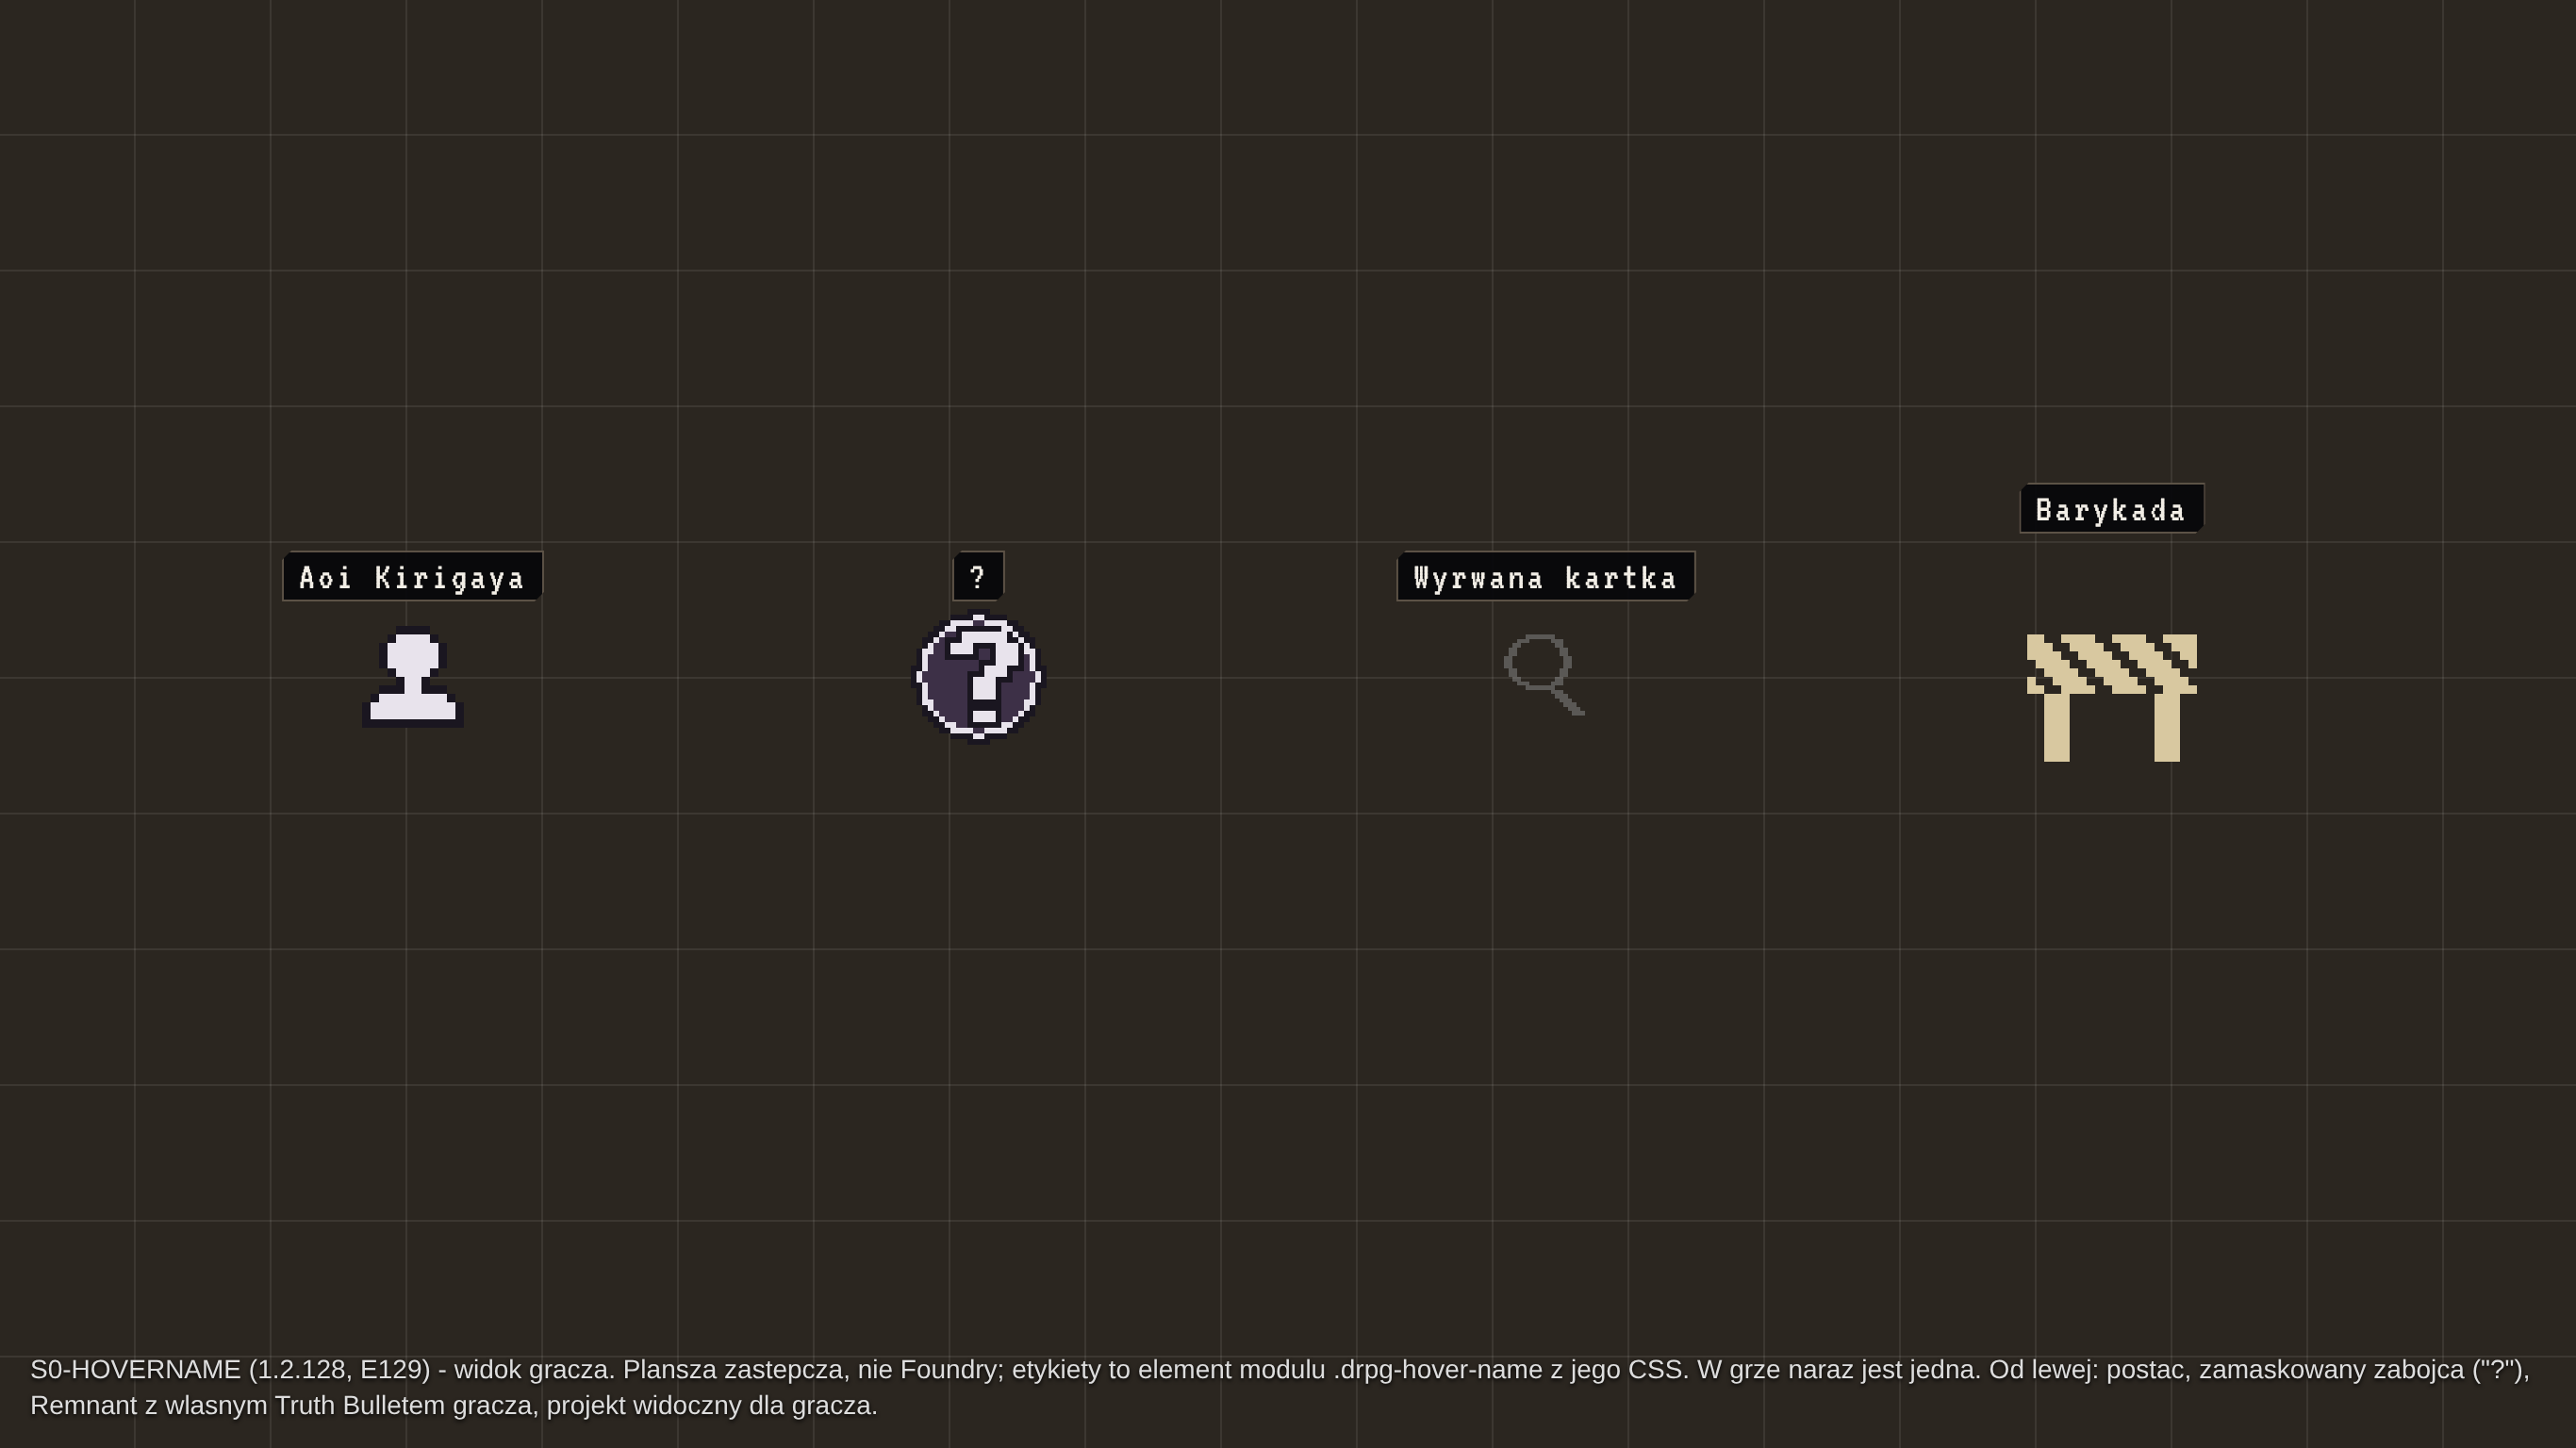 Barykada
Aoi Kirigaya
?
Wyrwana kartka
S0-HOVERNAME (1.2.128, E129) - widok gracza. Plansza zastepcza, nie Foundry; etykiety to element modulu .drpg-hover-name z jego CSS. W grze naraz jest jedna. Od lewej: postac, zamaskowany zabojca ("?"),
Remnant z wlasnym Truth Bulletem gracza, projekt widoczny dla gracza.